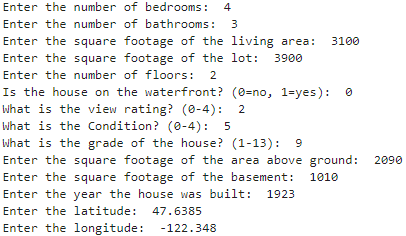 Enter the number of bedrooms:  4
Enter the number of bathrooms:  3
Enter the square footage of the living area:  3100
Enter the square footage of the lot:  3900
Enter the number of floors:  2
Is the house on the waterfront? (0=no, 1=yes):  0
What is the view rating? (0-4):  2
What is the Condition? (0-4):  5
What is the grade of the house? (1-13):  9
Enter the square footage of the area above ground:  2090
Enter the square footage of the basement:  1010
Enter the year the house was built:  1923
Enter the latitude:  47.6385
Enter the longitude:  -122.348